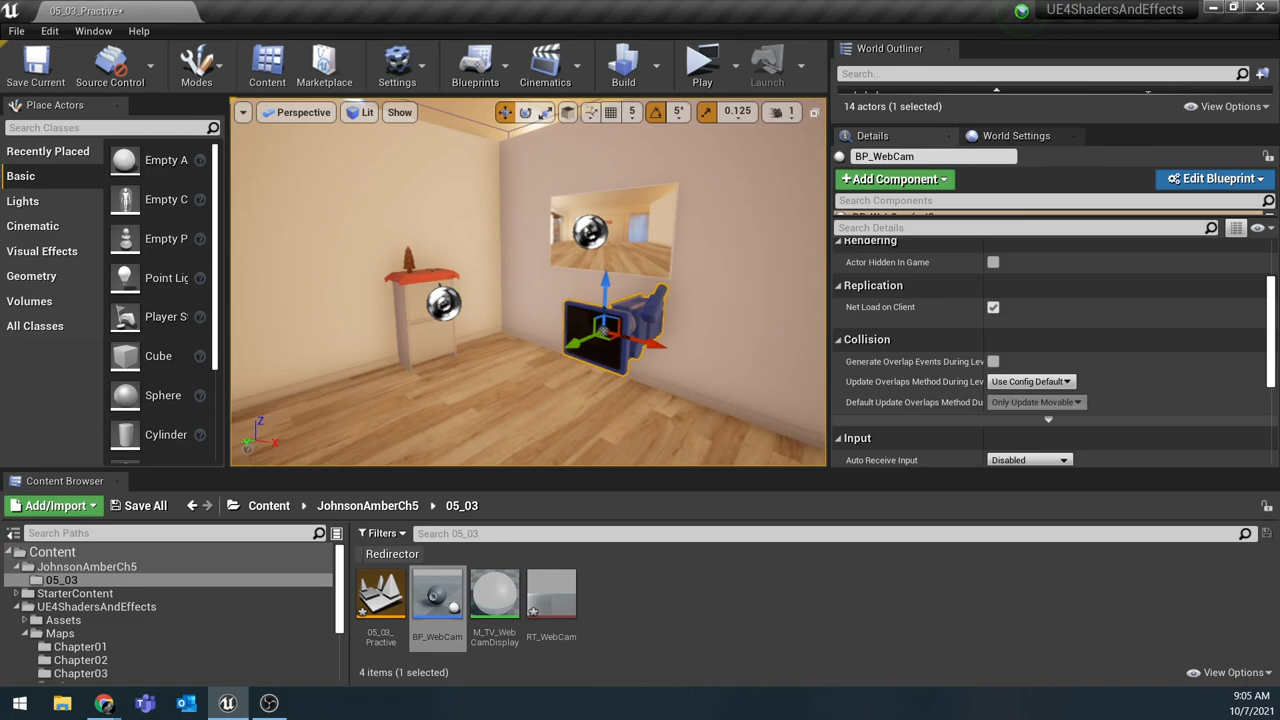 05_03_Practive•
UE4ShadersAndEffects
File Edit Window Help
Save Current
Source Control
Modes
Content
Marketplace
Settings
Blueprints
Cinematics
Build
Play
Launch
World Outliner
Search...
14 actors (1 selected)
View Options
Place Actors
Search Classes
Recently Placed
Basic
Lights
Cinematic
Visual Effects
Geometry
Volumes
All Classes
Empty A
Empty C
Empty P
Point Lig
Player S
Cube
Sphere
Cylinder
Perspective
Lit
Show
5
5°
0.125
1
Z
X
Y
Details
World Settings
BP_WebCam
+Add Component
Edit Blueprint
Search Components
Search Details
Rendering
Actor Hidden In Game
Replication
Net Load on Client
Collision
Generate Overlap Events During Lev
Update Overlaps Method During Leve
Use Config Default
Default Update Overlaps Method Du
Only Update Movable
Input
Auto Receive Input
Disabled
Content Browser
Add/Import
Save All
Content
JohnsonAmberCh5
05_03
Search Paths
Filters
Search 05_03
Redirector
Content
JohnsonAmberCh5
05_03
StarterContent
UE4ShadersAndEffects
Assets
Maps
Chapter01
Chapter02
Chapter03
05_03_
Practive
BP_WebCam
M_TV_Web
CamDisplay
RT_WebCam
4 items (1 selected)
View Options
9:05 AM
10/7/2021